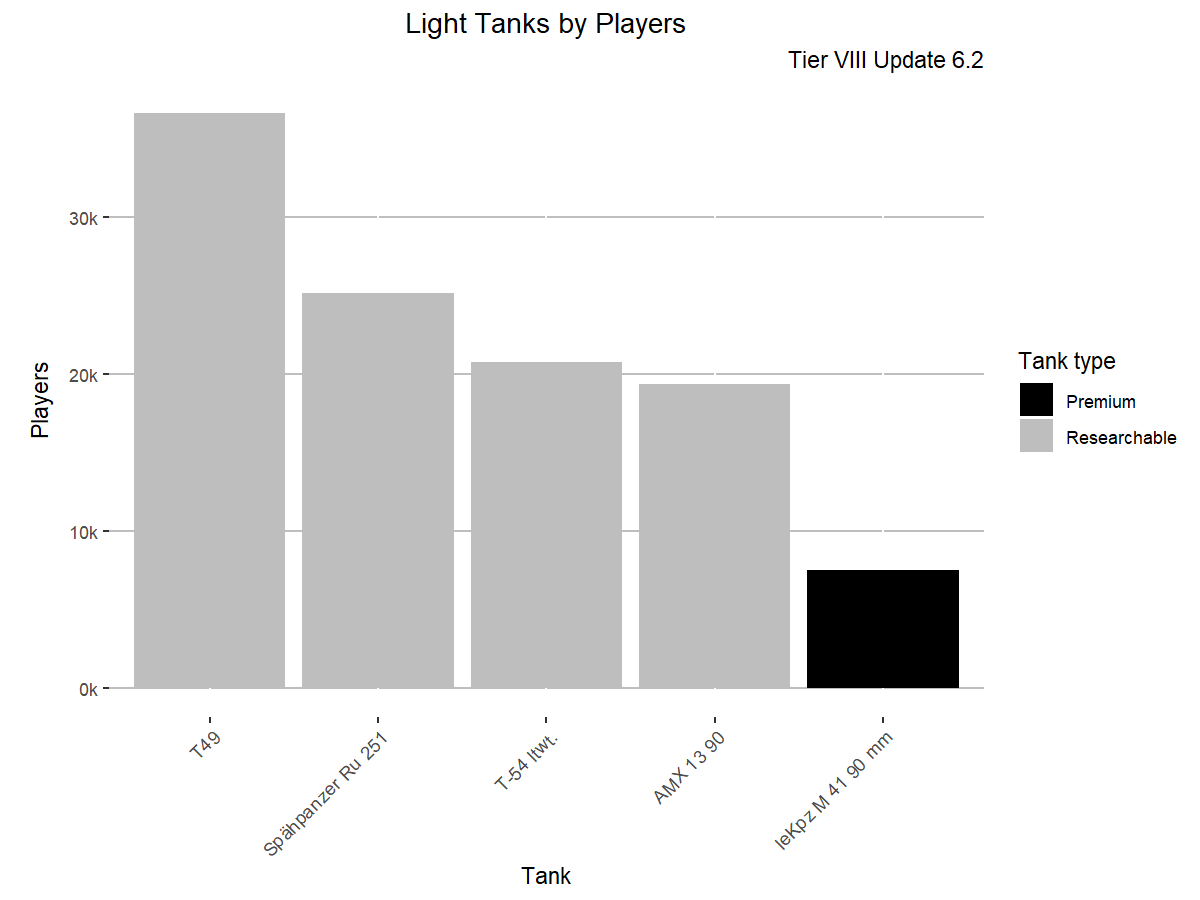 Light Tanks by Players
Tier VIII Update 6.2
Players
30k
20k
10k
0k
T49
Spähpanzer Ru 251
T-54 ltwt.
AMX 13 90
leKpz M 41 90 mm
Tank
Tank type
Premium
Researchable